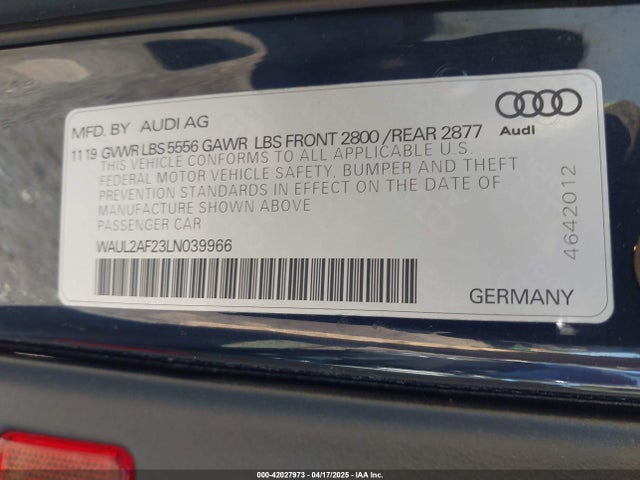 MFD. BY AUDI AG
Audi
11 19 GVWR LBS 5556 GAWR LBS FRONT 2800 /REAR 2877
THIS VEHICLE CONFORMS TO ALL APPLICABLE U.S.
FEDERAL MOTOR VEHICLE SAFETY, BUMPER AND THEFT
PREVENTION STANDARDS IN EFFECT ON THE DATE OF
MANUFACTURE SHOWN ABOVE
PASSENGER CAR
WAUL2AF23LN039966
4642012
GERMANY
000-42027973 - 04/17/2025 - IAA Inc.